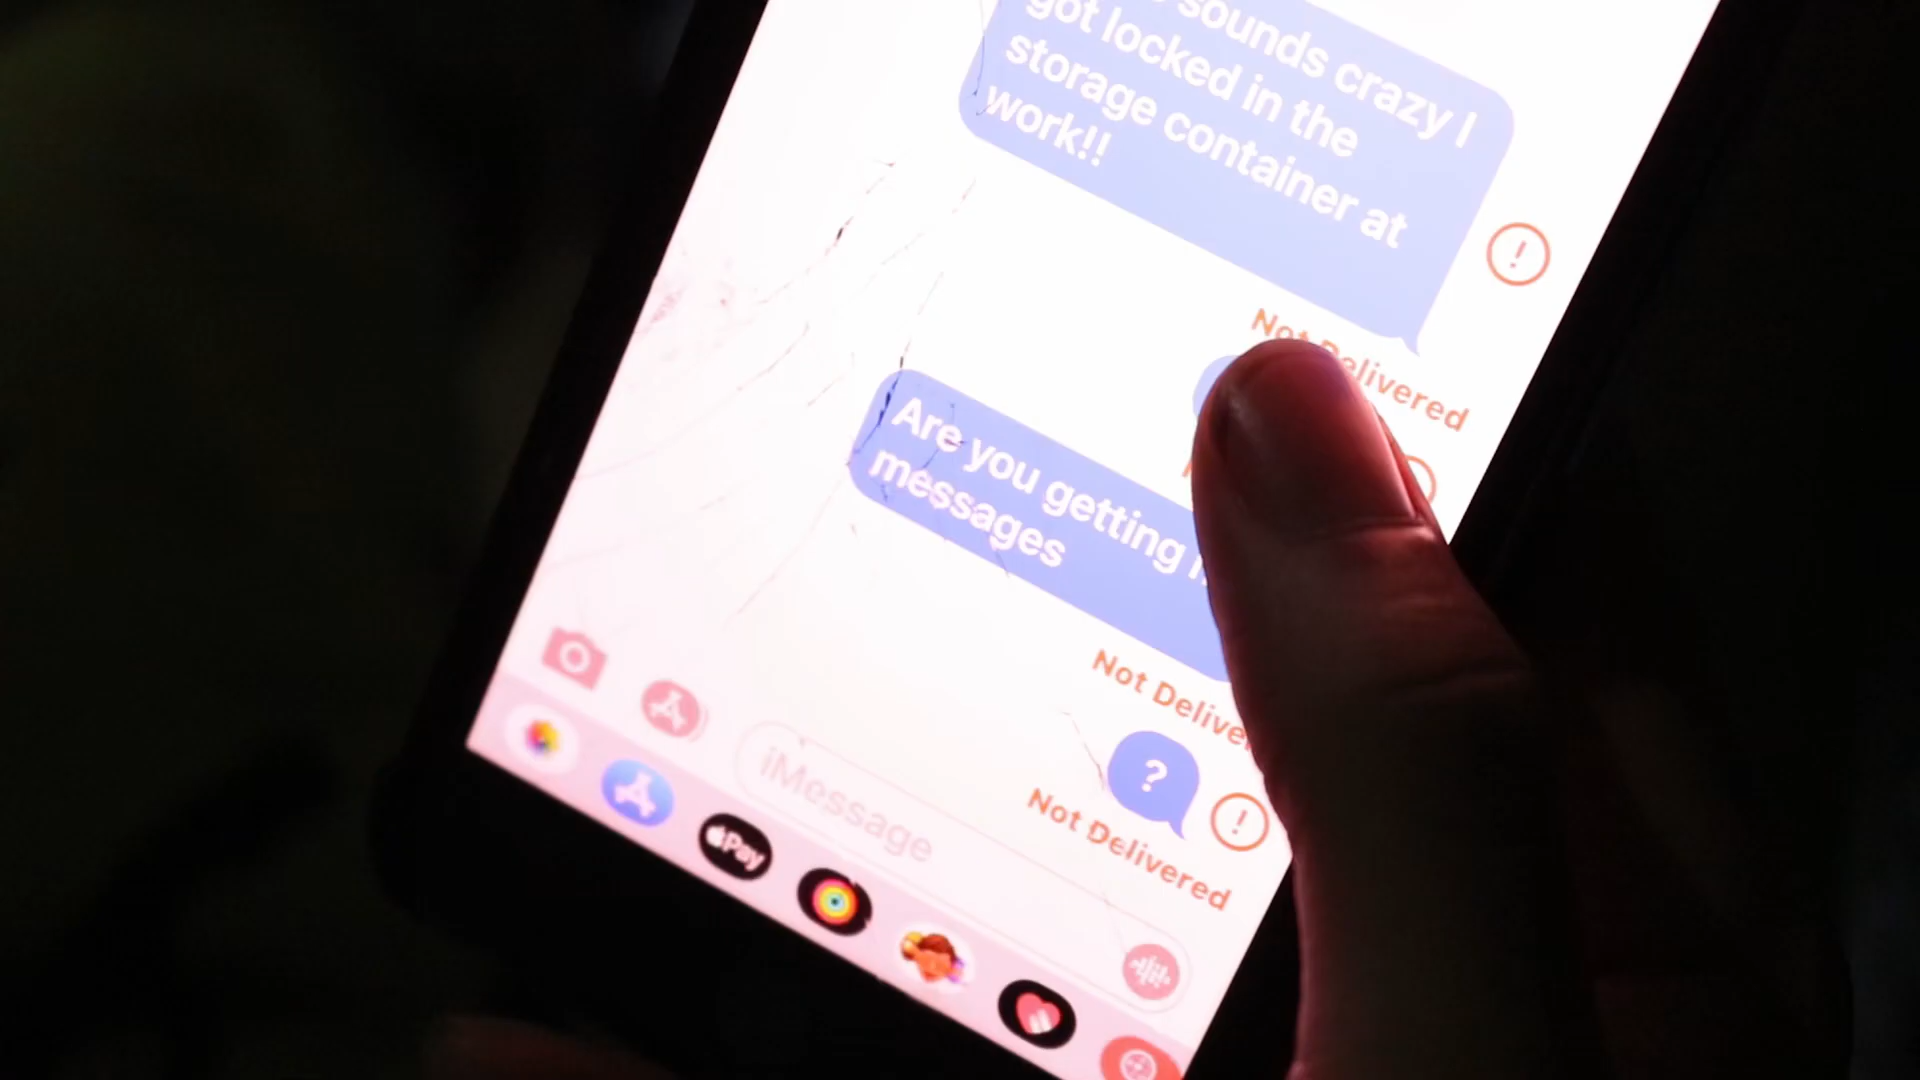 sounds crazy I
got locked in the
storage container at
work!!
Not Delivered
Are you getting
messages
Not
?
Not Delivered
iMessage
Pay